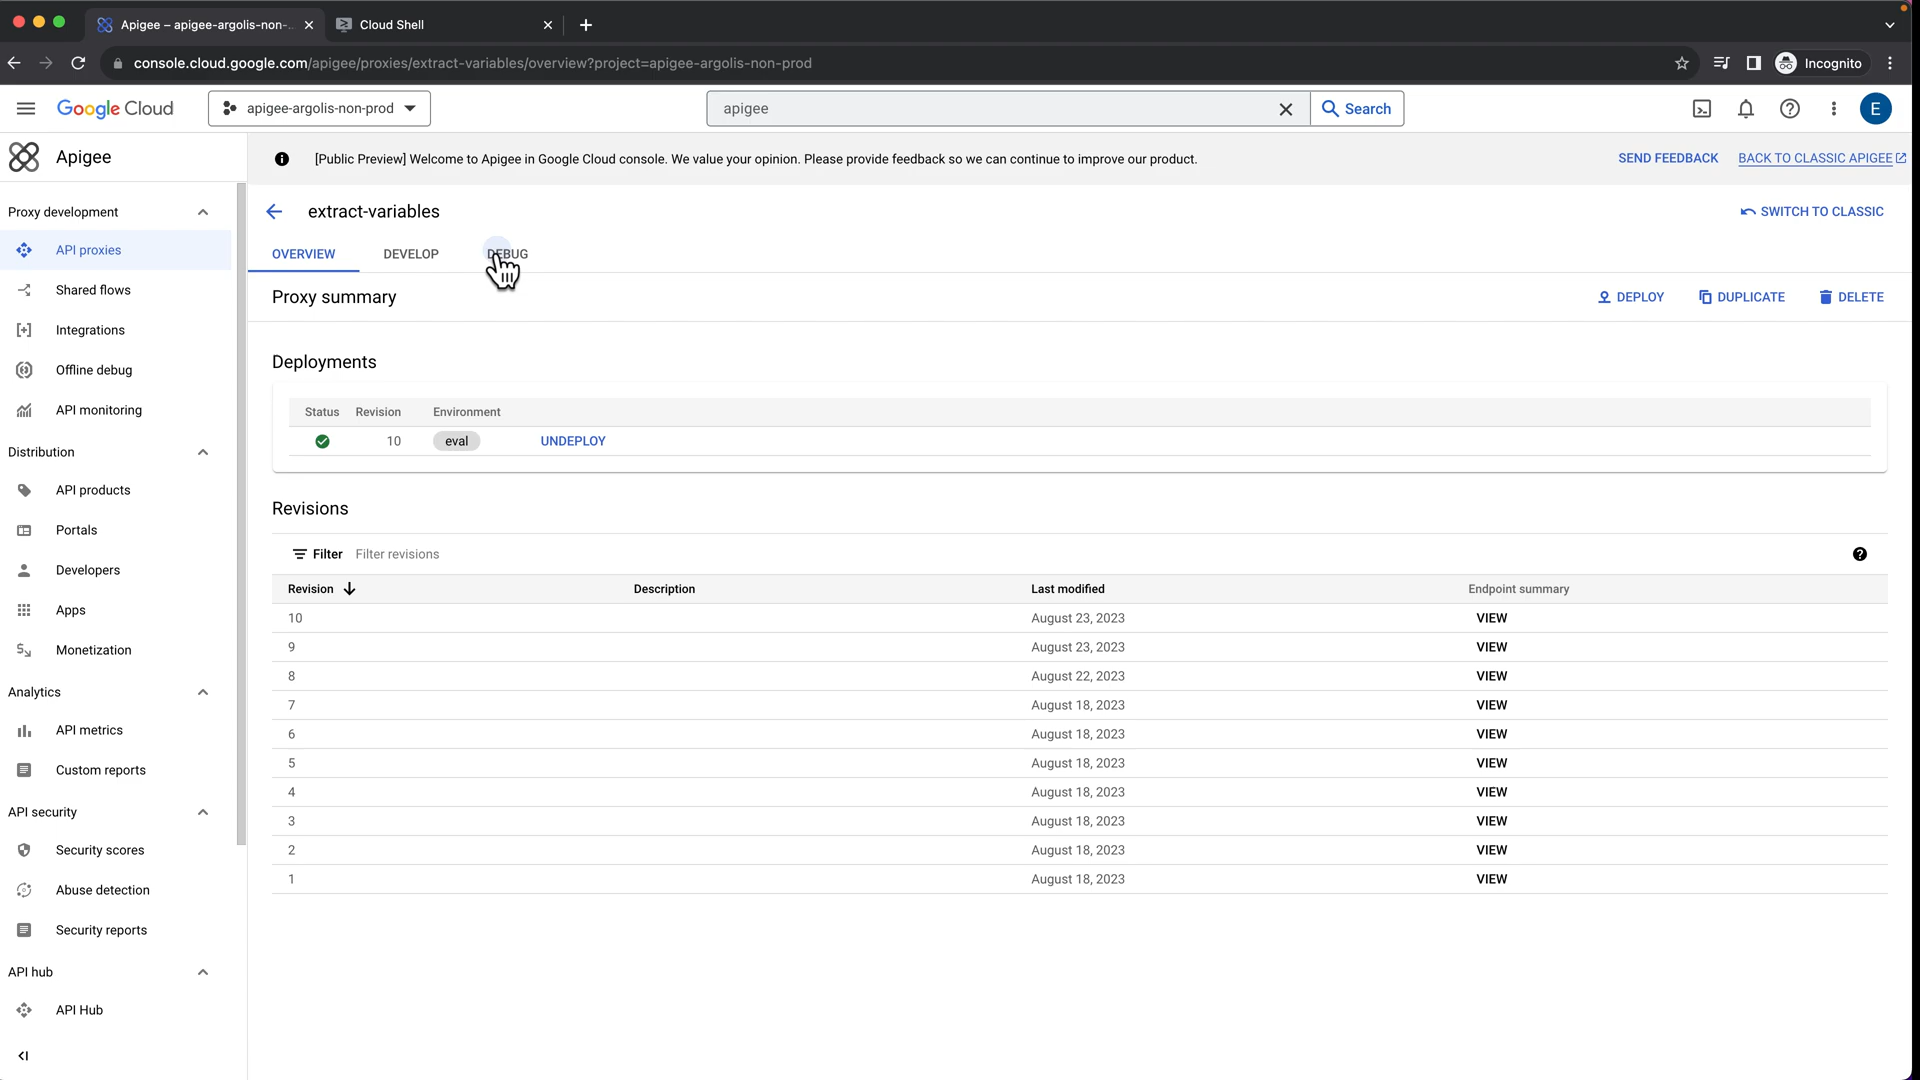 Apigee – apigee-argolis-non-
Cloud Shell
console.cloud.google.com/apigee/proxies/extract-variables/overview?project=apigee-argolis-non-prod
Incognito
Google Cloud
apigee-argolis-non-prod
apigee
Search
E
Apigee
[Public Preview] Welcome to Apigee in Google Cloud console. We value your opinion. Please provide feedback so we can continue to improve our product.
SEND FEEDBACK
BACK TO CLASSIC APIGEE
Proxy development
API proxies
Shared flows
Integrations
Offline debug
API monitoring
Distribution
API products
Portals
Developers
Apps
Monetization
Analytics
API metrics
Custom reports
API security
Security scores
Abuse detection
Security reports
API hub
API Hub
extract-variables
SWITCH TO CLASSIC
OVERVIEW
DEVELOP
DEBUG
Proxy summary
DEPLOY
DUPLICATE
DELETE
Deployments
Status Revision Environment
10 eval UNDEPLOY
Revisions
Filter Filter revisions
Revision Description Last modified Endpoint summary
10 August 23, 2023 VIEW
9 August 23, 2023 VIEW
8 August 22, 2023 VIEW
7 August 18, 2023 VIEW
6 August 18, 2023 VIEW
5 August 18, 2023 VIEW
4 August 18, 2023 VIEW
3 August 18, 2023 VIEW
2 August 18, 2023 VIEW
1 August 18, 2023 VIEW